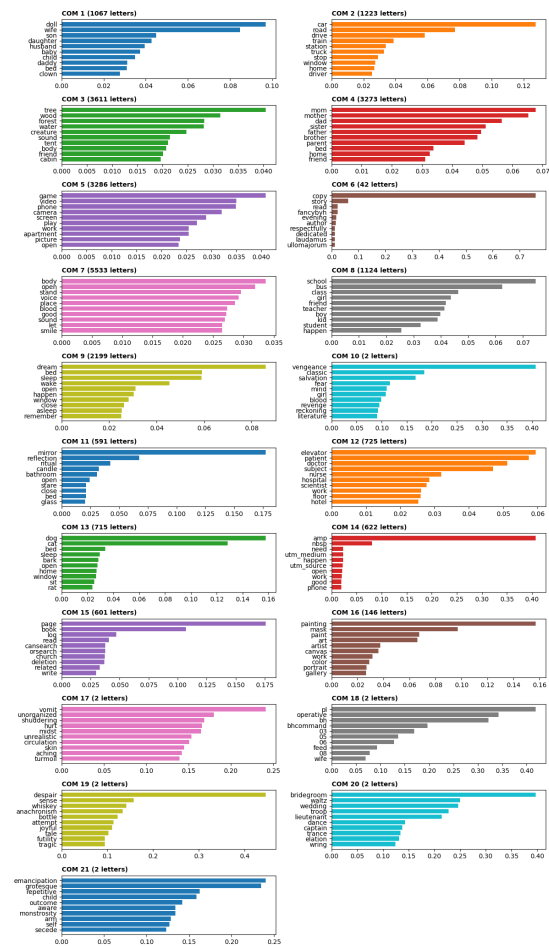 COM 1 (1067 letters)
doll
wife
son
daughter
husband
baby
child
daddy
bed
clown
0.00 0.02 0.04 0.06 0.08 0.10
COM 2 (1223 letters)
car
road
drive
train
station
truck
stop
window
home
driver
0.00 0.02 0.04 0.06 0.08 0.10 0.12
COM 3 (3611 letters)
tree
wood
forest
water
creature
sound
tent
body
friend
cabin
0.000 0.005 0.010 0.015 0.020 0.025 0.030 0.035 0.040
COM 4 (3273 letters)
mom
mother
dad
sister
father
brother
parent
bed
home
friend
0.00 0.01 0.02 0.03 0.04 0.05 0.06 0.07
COM 5 (3286 letters)
game
video
phone
camera
screen
play
work
apartment
picture
open
0.000 0.005 0.010 0.015 0.020 0.025 0.030 0.035 0.040
COM 6 (42 letters)
copy
story
read
fancybyh
evening
author
respectfully
dedicated
laudamus
ullomajorum
0.0 0.1 0.2 0.3 0.4 0.5 0.6 0.7
COM 7 (5533 letters)
body
open
stand
voice
place
blood
good
sound
let
smile
0.000 0.005 0.010 0.015 0.020 0.025 0.030 0.035
COM 8 (1124 letters)
school
bus
class
girl
friend
teacher
boy
kid
student
happen
0.00 0.01 0.02 0.03 0.04 0.05 0.06 0.07
COM 9 (2199 letters)
dream
bed
sleep
wake
open
happen
window
close
asleep
remember
0.00 0.02 0.04 0.06 0.08
COM 10 (2 letters)
vengeance
classic
salvation
fear
mind
girl
blood
revenge
reckoning
literature
0.00 0.05 0.10 0.15 0.20 0.25 0.30 0.35 0.40
COM 11 (591 letters)
mirror
reflection
ritual
candle
bathroom
open
stare
close
bed
glass
0.000 0.025 0.050 0.075 0.100 0.125 0.150 0.175
COM 12 (725 letters)
elevator
patient
doctor
subject
nurse
hospital
scientist
work
floor
hotel
0.00 0.01 0.02 0.03 0.04 0.05 0.06
COM 13 (715 letters)
dog
cat
bed
sleep
bark
open
home
window
sit
rat
0.00 0.02 0.04 0.06 0.08 0.10 0.12 0.14 0.16
COM 14 (622 letters)
amp
nbsp
need
utm_medium
happen
utm_source
open
work
good
phone
0.00 0.05 0.10 0.15 0.20 0.25 0.30 0.35 0.40
COM 15 (601 letters)
page
book
log
read
cansearch
orsearch
church
deletion
related
write
0.000 0.025 0.050 0.075 0.100 0.125 0.150 0.175
COM 16 (146 letters)
painting
mask
paint
art
artist
canvas
work
color
portrait
gallery
0.00 0.02 0.04 0.06 0.08 0.10 0.12 0.14 0.16
COM 17 (2 letters)
vomit
unorganized
shuddering
hurt
midst
unrealistic
circulation
skin
aching
turmoil
0.00 0.05 0.10 0.15 0.20 0.25
COM 18 (2 letters)
pl
operative
bh
bhcommand
03
05
06
feed
08
wife
0.00 0.05 0.10 0.15 0.20 0.25 0.30 0.35 0.40
COM 19 (2 letters)
despair
sense
whiskey
anachronism
bottle
attempt
joyful
tale
futility
tragic
0.0 0.1 0.2 0.3 0.4
COM 20 (2 letters)
bridegroom
waltz
wedding
troop
lieutenant
dance
captain
trance
elation
wring
0.00 0.05 0.10 0.15 0.20 0.25 0.30 0.35 0.40
COM 21 (2 letters)
emancipation
grotesque
repetitive
child
outcome
aware
monstrosity
arm
self
secede
0.00 0.05 0.10 0.15 0.20 0.25